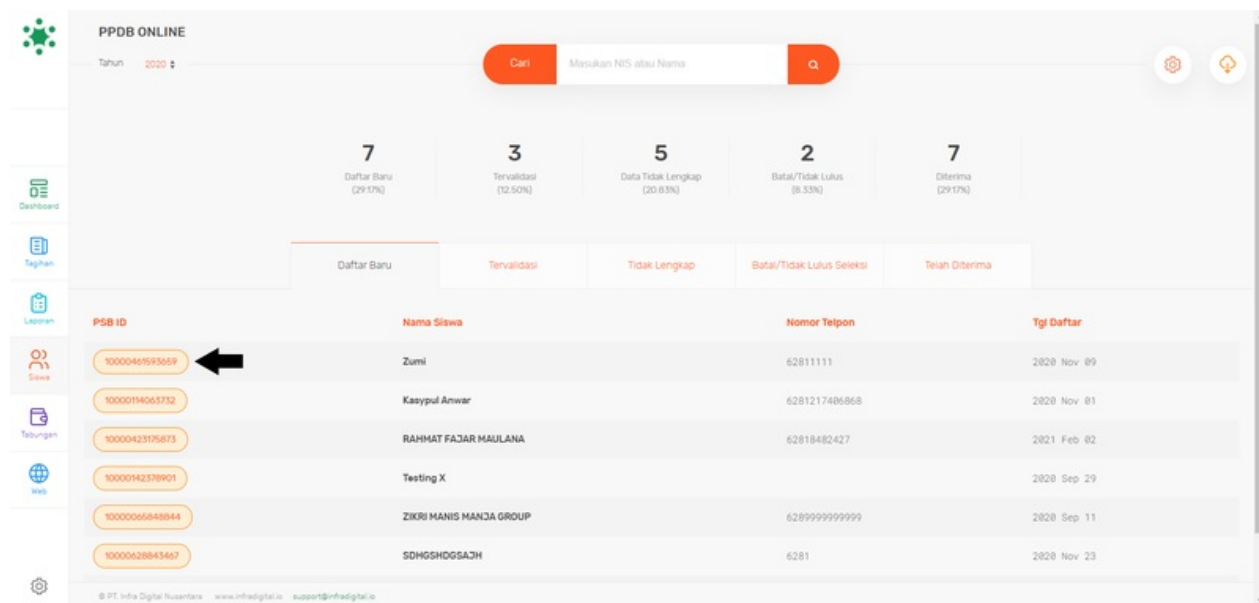 PPDB ONLINE
Tahun 2020
Cari Masukan NIS atau Nama
7 3 5 2 7
Daftar Baru Tervalidasi Data Tidak Lengkap Batal/Tidak Lulus Diterima
(29.17%) (12.50%) (20.83%) (8.33%) (29.17%)
Dashboard
Tagihan
Laporan
Siswa
Tabungan
Web
Daftar Baru Tervalidasi Tidak Lengkap Batal/Tidak Lulus Seleksi Telah Diterima
PSB ID Nama Siswa Nomor Telpon Tgl Daftar
10000461593659 Zumi 62811111 2020 Nov 09
10000114063732 Kasypul Anwar 6281217406868 2020 Nov 01
10000423175873 RAHMAT FAJAR MAULANA 62818482427 2021 Feb 02
10000142378901 Testing X 2020 Sep 29
10000065848844 ZIKRI MANIS MANJA GROUP 6289999999999 2020 Sep 11
10000628843467 SDHGSHDGSAJH 6281 2020 Nov 23
© PT. Infra Digital Nusantara www.infradigital.io support@infradigital.io